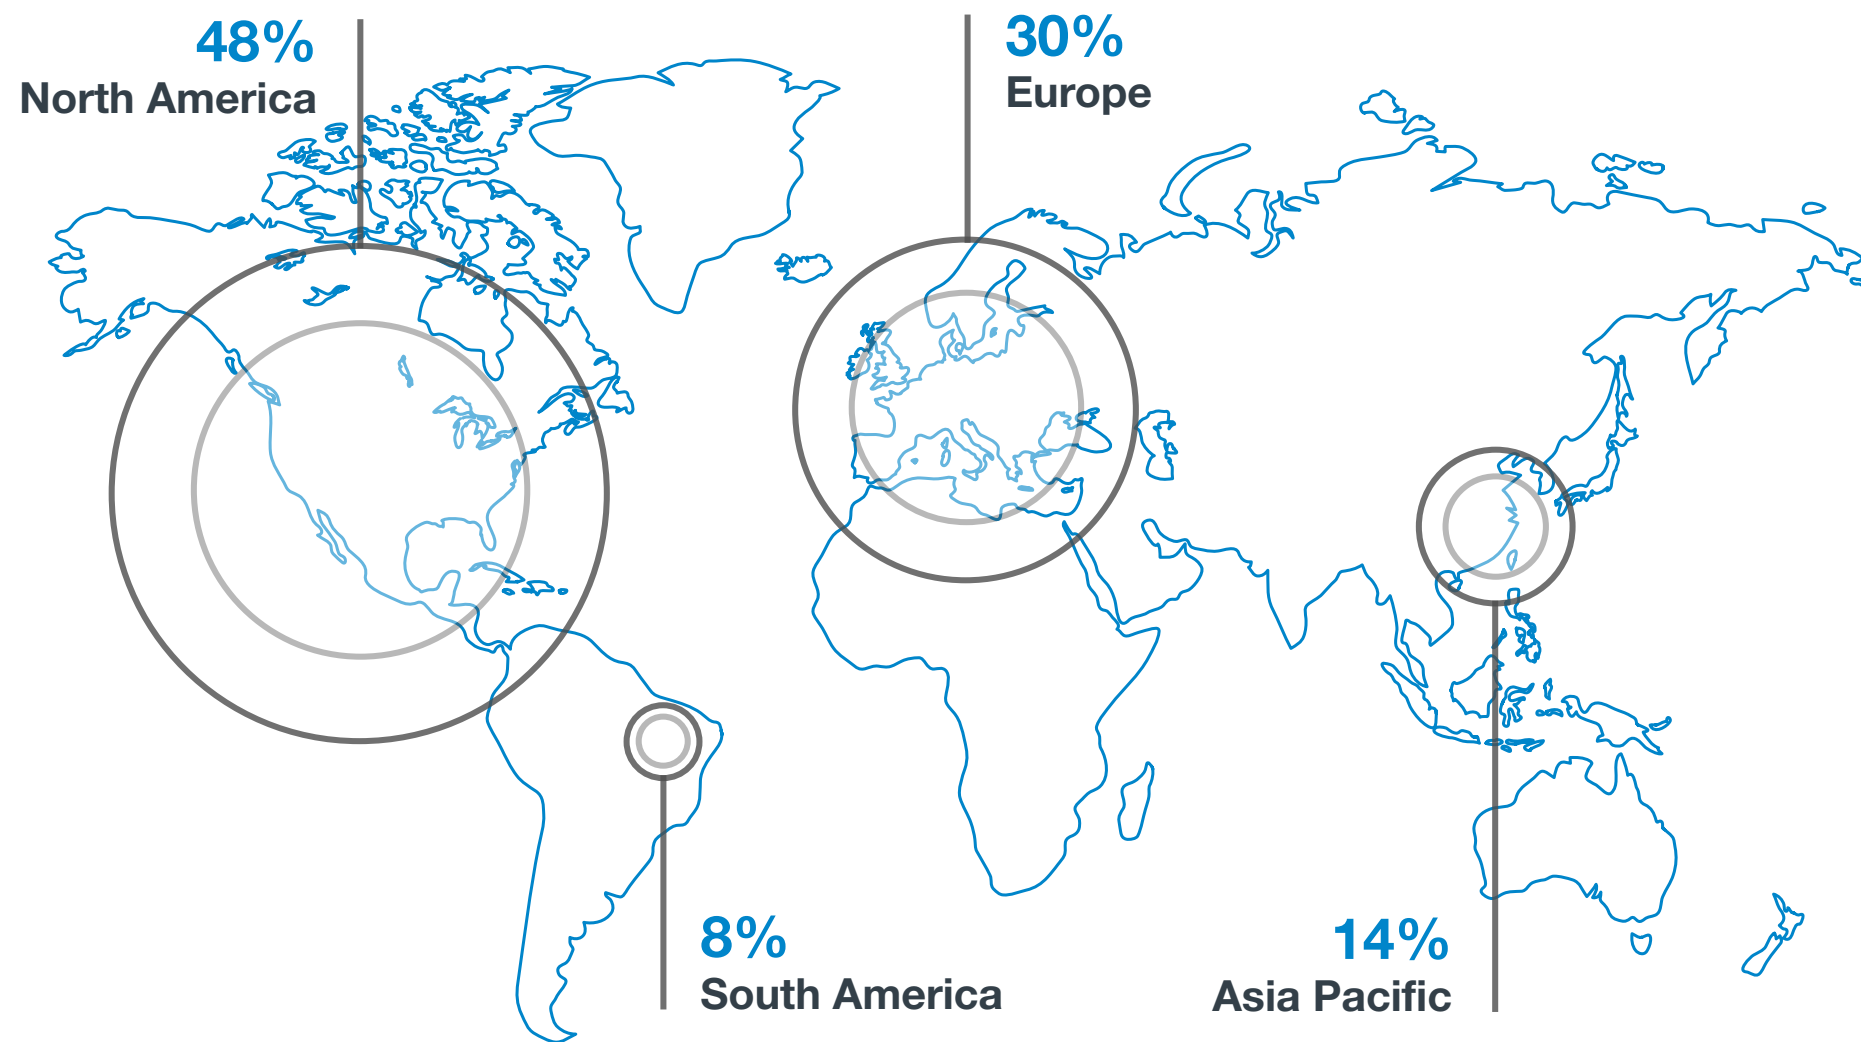 48%
North America
30%
Europe
8%
South America
14%
Asia Pacific